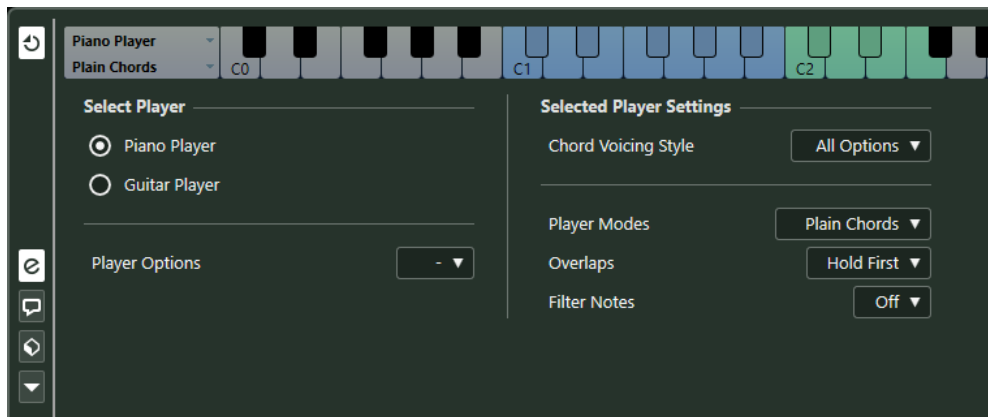 Piano Player
Plain Chords
C0
C1
C2
Select Player
Piano Player
Guitar Player
Player Options
-
Selected Player Settings
Chord Voicing Style
All Options
Player Modes
Plain Chords
Overlaps
Hold First
Filter Notes
Off